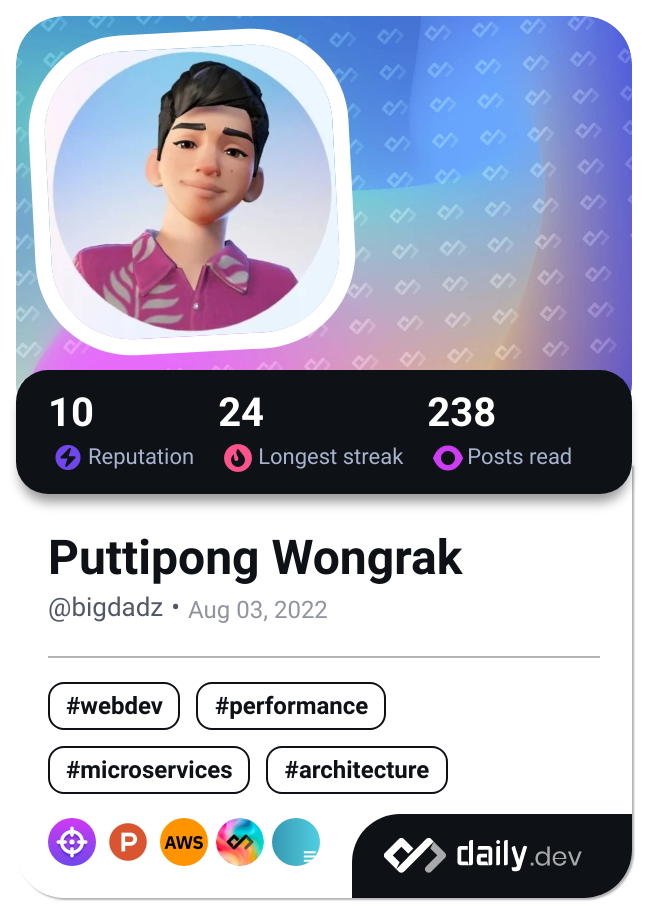 10 24 238
Reputation Longest streak Posts read
Puttipong Wongrak
@bigdadz • Aug 03, 2022
#webdev #performance
#microservices #architecture
P AWS
daily.dev